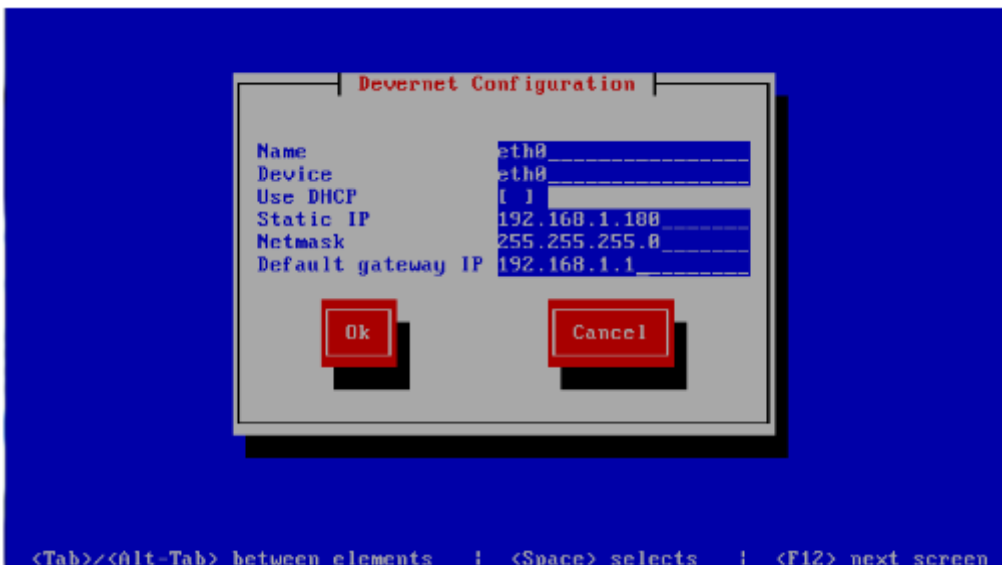 Devernet Configuration
Name eth0
Device eth0
Use DHCP [ ]
Static IP 192.168.1.180
Netmask 255.255.255.0
Default gateway IP 192.168.1.1
Ok Cancel
<Tab>/<Alt-Tab> between elements | <Space> selects | <F12> next screen